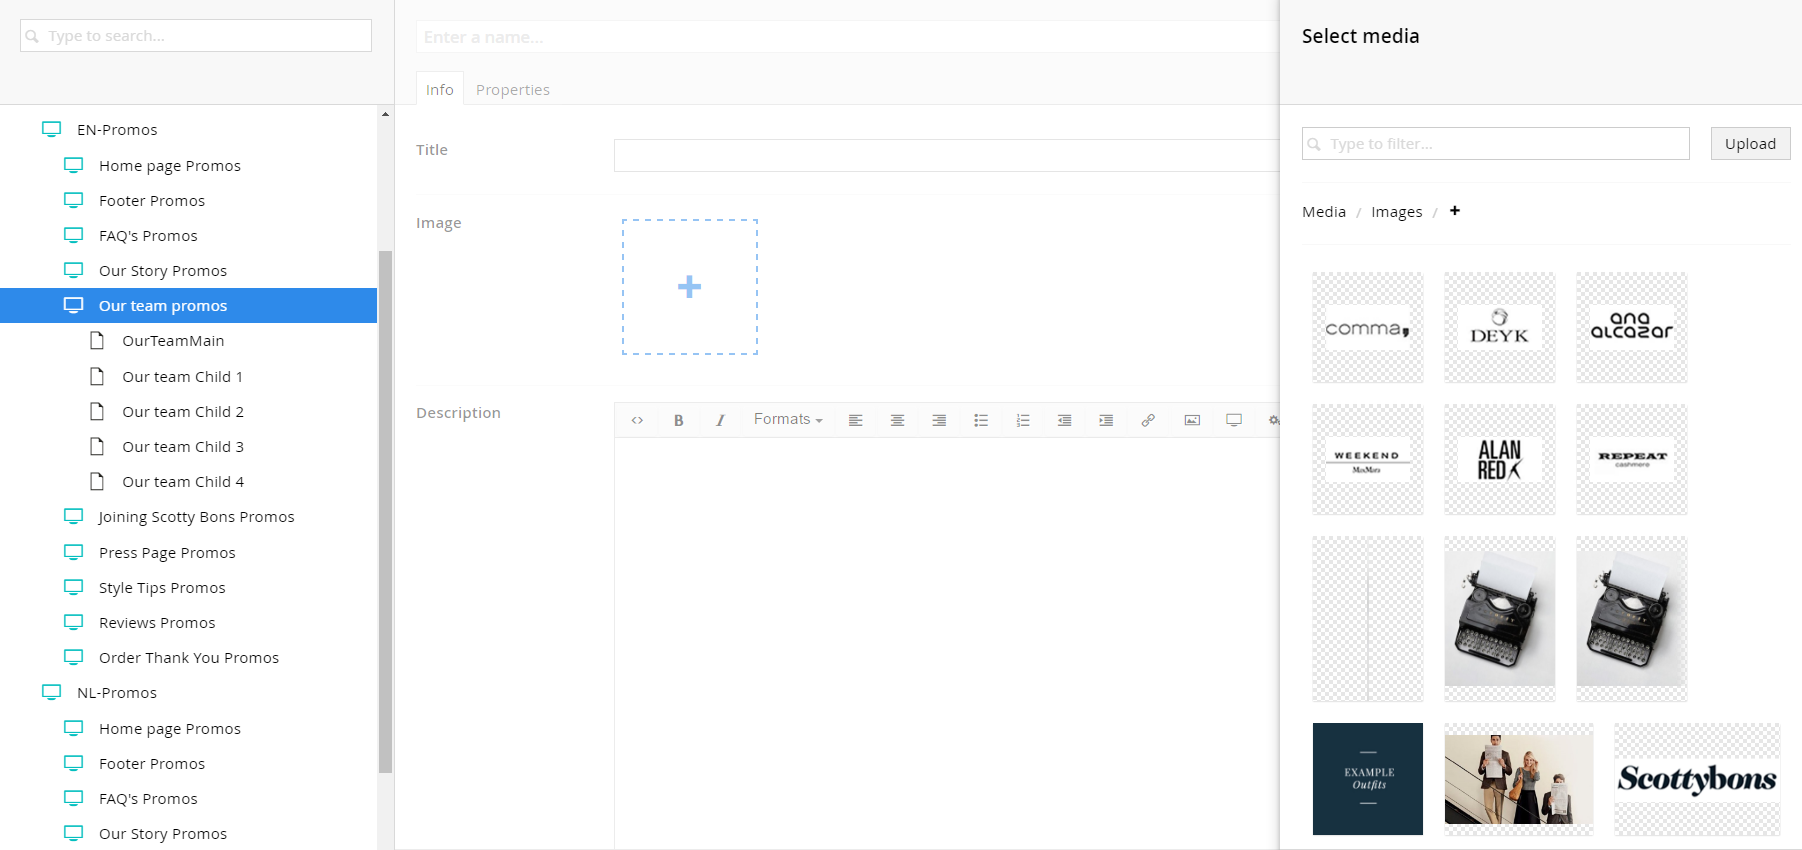 Type to search...
EN-Promos
Home page Promos
Footer Promos
FAQ's Promos
Our Story Promos
Our team promos
OurTeamMain
Our team Child 1
Our team Child 2
Our team Child 3
Our team Child 4
Joining Scotty Bons Promos
Press Page Promos
Style Tips Promos
Reviews Promos
Order Thank You Promos
NL-Promos
Home page Promos
Footer Promos
FAQ's Promos
Our Story Promos
Enter a name...
Info Properties
Title
Image
Description
B I Formats
Select media
Type to filter... Upload
Media / Images / +
comma,
DEYK
ana
alcazar
WEEKEND
MaxMara
ALAN
RED
REPEAT
cashmere
EXAMPLE
Outfits
Scottybons